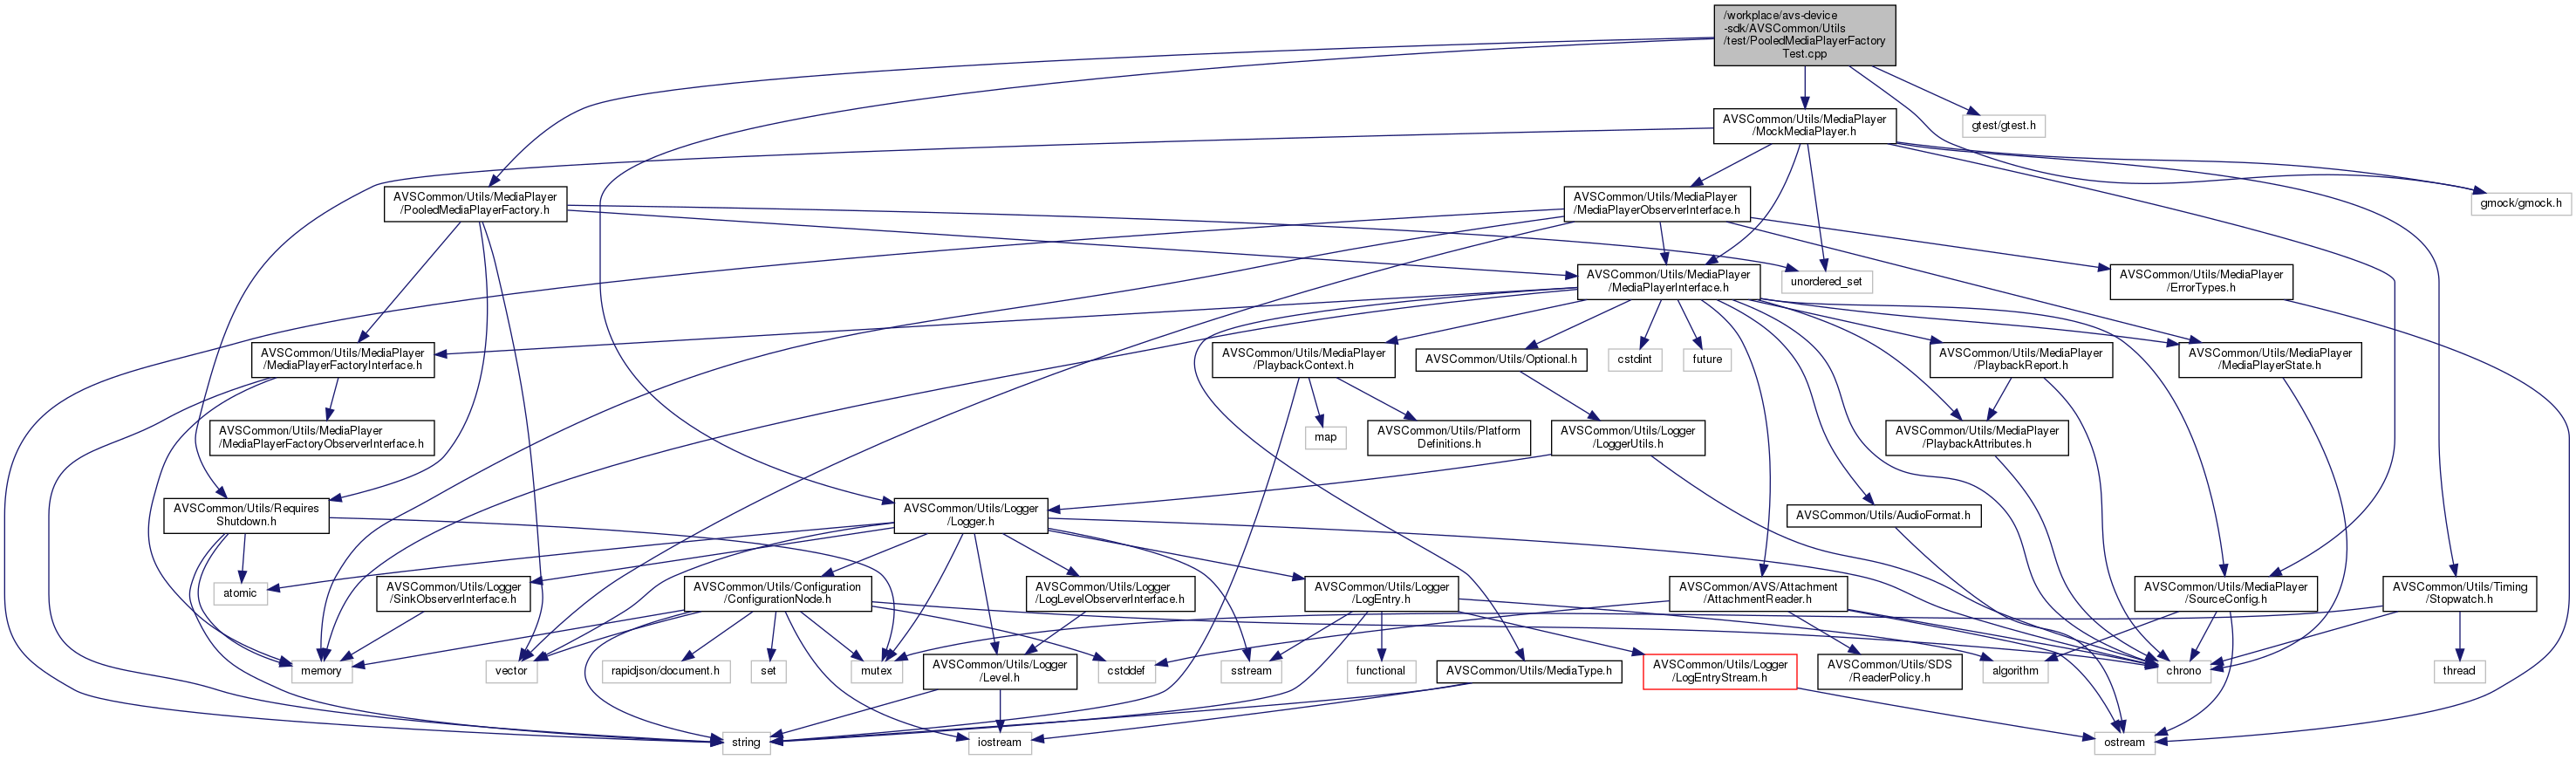 /workplace/avs-device
-sdk/AVSCommon/Utils
/test/PooledMediaPlayerFactory
Test.cpp
AVSCommon/Utils/MediaPlayer
/MockMediaPlayer.h
gtest/gtest.h
AVSCommon/Utils/MediaPlayer
/PooledMediaPlayerFactory.h
AVSCommon/Utils/MediaPlayer
/MediaPlayerObserverInterface.h
gmock/gmock.h
AVSCommon/Utils/MediaPlayer
/MediaPlayerInterface.h
unordered_set
AVSCommon/Utils/MediaPlayer
/ErrorTypes.h
AVSCommon/Utils/MediaPlayer
/MediaPlayerFactoryInterface.h
AVSCommon/Utils/MediaPlayer
/PlaybackContext.h
AVSCommon/Utils/Optional.h
cstdint
future
AVSCommon/Utils/MediaPlayer
/PlaybackReport.h
AVSCommon/Utils/MediaPlayer
/MediaPlayerState.h
AVSCommon/Utils/MediaPlayer
/MediaPlayerFactoryObserverInterface.h
map
AVSCommon/Utils/Platform
Definitions.h
AVSCommon/Utils/Logger
/LoggerUtils.h
AVSCommon/Utils/MediaPlayer
/PlaybackAttributes.h
AVSCommon/Utils/Requires
Shutdown.h
AVSCommon/Utils/Logger
/Logger.h
AVSCommon/Utils/AudioFormat.h
atomic
AVSCommon/Utils/Logger
/SinkObserverInterface.h
AVSCommon/Utils/Configuration
/ConfigurationNode.h
AVSCommon/Utils/Logger
/LogLevelObserverInterface.h
AVSCommon/Utils/Logger
/LogEntry.h
AVSCommon/AVS/Attachment
/AttachmentReader.h
AVSCommon/Utils/MediaPlayer
/SourceConfig.h
AVSCommon/Utils/Timing
/Stopwatch.h
memory
vector
rapidjson/document.h
set
mutex
cstddef
AVSCommon/Utils/Logger
/Level.h
sstream
functional
AVSCommon/Utils/MediaType.h
AVSCommon/Utils/Logger
/LogEntryStream.h
AVSCommon/Utils/SDS
/ReaderPolicy.h
algorithm
chrono
thread
string
iostream
ostream